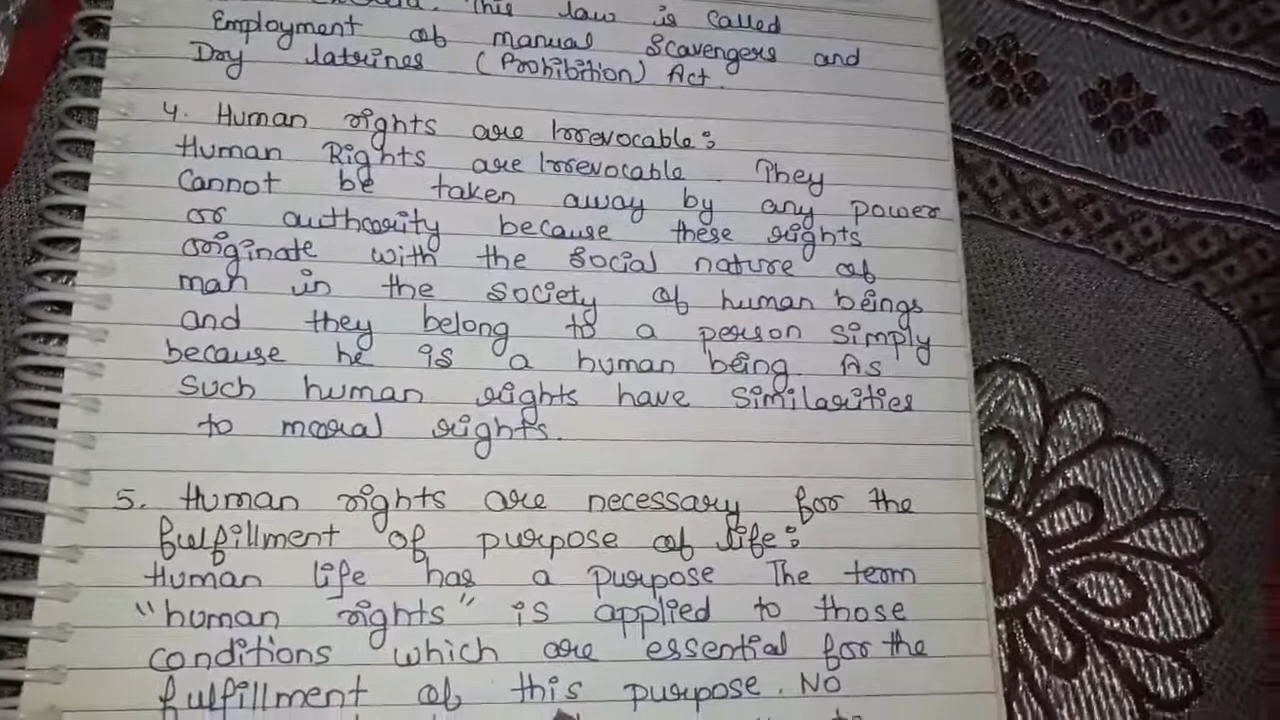 This law is called
Employment of manual Scavengers and
Day latrines (Prohibition) Act.
4. Human rights are Irrevocable:
Human Rights are Irrevocable. They
Cannot be taken away by any power
or authority because these rights
originate with the social nature of
man in the society of human beings
and they belong to a person simply
because he is a human being. As
Such human rights have Similarities
to moral rights.
5. Human rights are necessary for the
fulfillment of purpose of life:
Human life has a purpose. The term
"human rights" is applied to those
conditions which are essential for the
fulfillment of this purpose. No